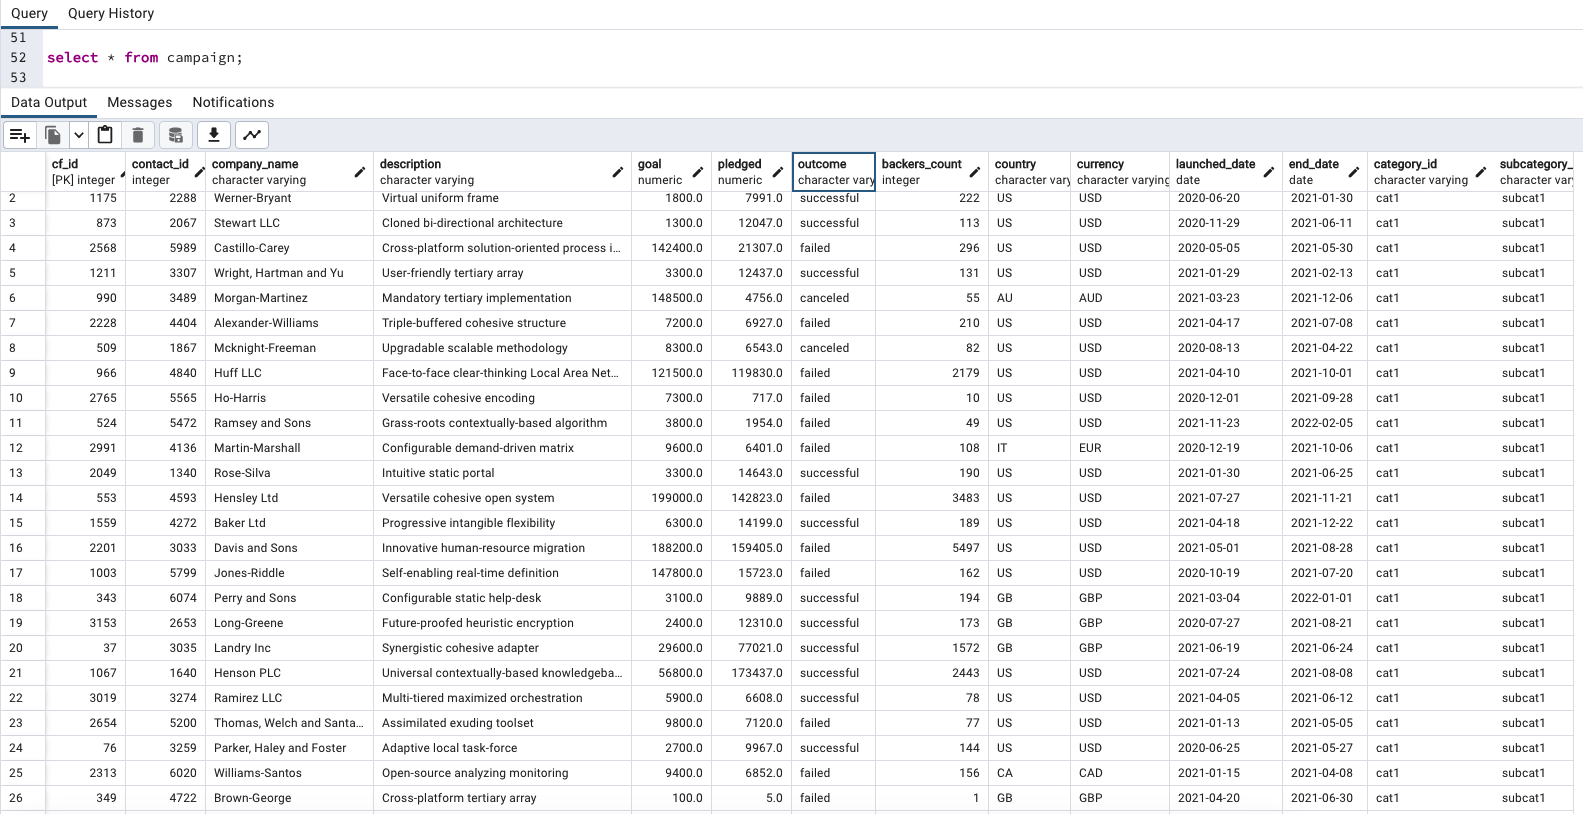 Query Query History
51
52 select * from campaign;
53
Data Output Messages Notifications
cf_id contact_id company_name description goal pledged outcome backers_count country currency launched_date end_date category_id subcategory_
[PK] integer integer character varying character varying numeric numeric character vary integer character vary character varying date date character varying character var
2 1175 2288 Werner-Bryant Virtual uniform frame 1800.0 7991.0 successful 222 US USD 2020-06-20 2021-01-30 cat1 subcat1
3 873 2067 Stewart LLC Cloned bi-directional architecture 1300.0 12047.0 successful 113 US USD 2020-11-29 2021-06-11 cat1 subcat1
4 2568 5989 Castillo-Carey Cross-platform solution-oriented process i... 142400.0 21307.0 failed 296 US USD 2020-05-05 2021-05-30 cat1 subcat1
5 1211 3307 Wright, Hartman and Yu User-friendly tertiary array 3300.0 12437.0 successful 131 US USD 2021-01-29 2021-02-13 cat1 subcat1
6 990 3489 Morgan-Martinez Mandatory tertiary implementation 148500.0 4756.0 canceled 55 AU AUD 2021-03-23 2021-12-06 cat1 subcat1
7 2228 4404 Alexander-Williams Triple-buffered cohesive structure 7200.0 6927.0 failed 210 US USD 2021-04-17 2021-07-08 cat1 subcat1
8 509 1867 Mcknight-Freeman Upgradable scalable methodology 8300.0 6543.0 canceled 82 US USD 2020-08-13 2021-04-22 cat1 subcat1
9 966 4840 Huff LLC Face-to-face clear-thinking Local Area Net... 121500.0 119830.0 failed 2179 US USD 2021-04-10 2021-10-01 cat1 subcat1
10 2765 5565 Ho-Harris Versatile cohesive encoding 7300.0 717.0 failed 10 US USD 2020-12-01 2021-09-28 cat1 subcat1
11 524 5472 Ramsey and Sons Grass-roots contextually-based algorithm 3800.0 1954.0 failed 49 US USD 2021-11-23 2022-02-05 cat1 subcat1
12 2991 4136 Martin-Marshall Configurable demand-driven matrix 9600.0 6401.0 failed 108 IT EUR 2020-12-19 2021-10-06 cat1 subcat1
13 2049 1340 Rose-Silva Intuitive static portal 3300.0 14643.0 successful 190 US USD 2021-01-30 2021-06-25 cat1 subcat1
14 553 4593 Hensley Ltd Versatile cohesive open system 199000.0 142823.0 failed 3483 US USD 2021-07-27 2021-11-21 cat1 subcat1
15 1559 4272 Baker Ltd Progressive intangible flexibility 6300.0 14199.0 successful 189 US USD 2021-04-18 2021-12-22 cat1 subcat1
16 2201 3033 Davis and Sons Innovative human-resource migration 188200.0 159405.0 failed 5497 US USD 2021-05-01 2021-08-28 cat1 subcat1
17 1003 5799 Jones-Riddle Self-enabling real-time definition 147800.0 15723.0 failed 162 US USD 2020-10-19 2021-07-20 cat1 subcat1
18 343 6074 Perry and Sons Configurable static help-desk 3100.0 9889.0 successful 194 GB GBP 2021-03-04 2022-01-01 cat1 subcat1
19 3153 2653 Long-Greene Future-proofed heuristic encryption 2400.0 12310.0 successful 173 GB GBP 2020-07-27 2021-08-21 cat1 subcat1
20 37 3035 Landry Inc Synergistic cohesive adapter 29600.0 77021.0 successful 1572 GB GBP 2021-06-19 2021-06-24 cat1 subcat1
21 1067 1640 Henson PLC Universal contextually-based knowledgeba... 56800.0 173437.0 successful 2443 US USD 2021-07-24 2021-08-08 cat1 subcat1
22 3019 3274 Ramirez LLC Multi-tiered maximized orchestration 5900.0 6608.0 successful 78 US USD 2021-04-05 2021-06-12 cat1 subcat1
23 2654 5200 Thomas, Welch and Santa... Assimilated exuding toolset 9800.0 7120.0 failed 77 US USD 2021-01-13 2021-05-05 cat1 subcat1
24 76 3259 Parker, Haley and Foster Adaptive local task-force 2700.0 9967.0 successful 144 US USD 2020-06-25 2021-05-27 cat1 subcat1
25 2313 6020 Williams-Santos Open-source analyzing monitoring 9400.0 6852.0 failed 156 CA CAD 2021-01-15 2021-04-08 cat1 subcat1
26 349 4722 Brown-George Cross-platform tertiary array 100.0 5.0 failed 1 GB GBP 2021-04-20 2021-06-30 cat1 subcat1